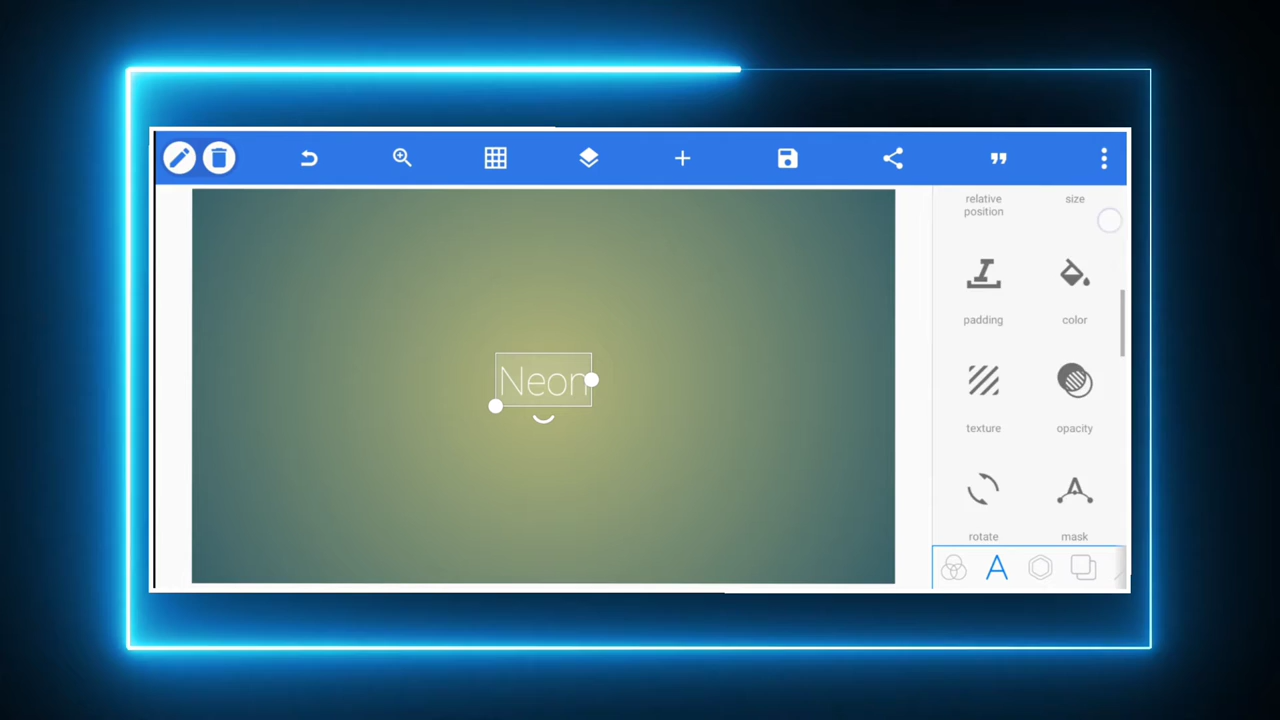 relative
position
size
padding
color
Neon
texture
opacity
rotate
mask
A